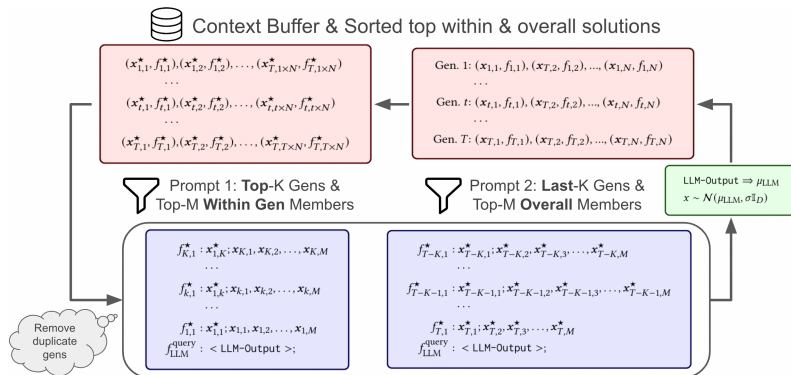 Context Buffer & Sorted top within & overall solutions
(x★1,1, f★1,1),(x★1,2, f★1,2), . . . , (x★T,1×N, f★T,1×N)
. . .
(x★t,1, f★t,1),(x★t,2, f★t,2), . . . , (x★t,t×N, f★t,t×N)
. . .
(x★T,1, f★T,1),(x★T,2, f★T,2), . . . , (x★T,T×N, f★T,T×N)
Gen. 1: (x1,1, f1,1), (xT,2, f1,2), ..., (x1,N, f1,N)
. . .
Gen. t: (xt,1, ft,1), (xT,2, ft,2), ..., (xt,N, ft,N)
. . .
Gen. T: (xT,1, fT,1), (xT,2, fT,2), ..., (xT,N, fT,N)
Prompt 1: Top-K Gens &
Top-M Within Gen Members
Prompt 2: Last-K Gens &
Top-M Overall Members
LLM-Output ⇒ μLLM
x ∼ N(μLLM, σ𝕀D)
f★K,1 : x★1,K; xK,1, xK,2, . . . , xK,M
. . .
f★k,1 : x★1,k; xk,1, xk,2, . . . , xk,M
. . .
f★1,1 : x★1,1; x1,1, x1,2, . . . , x1,M
fqueryLLM : < LLM-Output >;
f★T−K,1 : x★T−K,1; x★T−K,2, x★T−K,3, . . . , x★T−K,M
. . .
f★T−K−1,1 : x★T−K−1,1; x★T−K−1,2, x★T−K−1,3, . . . , x★T−K−1,M
. . .
f★T,1 : x★T,1; x★T,2, x★T,3, . . . , x★T,M
fqueryLLM : < LLM-Output >;
Remove
duplicate
gens